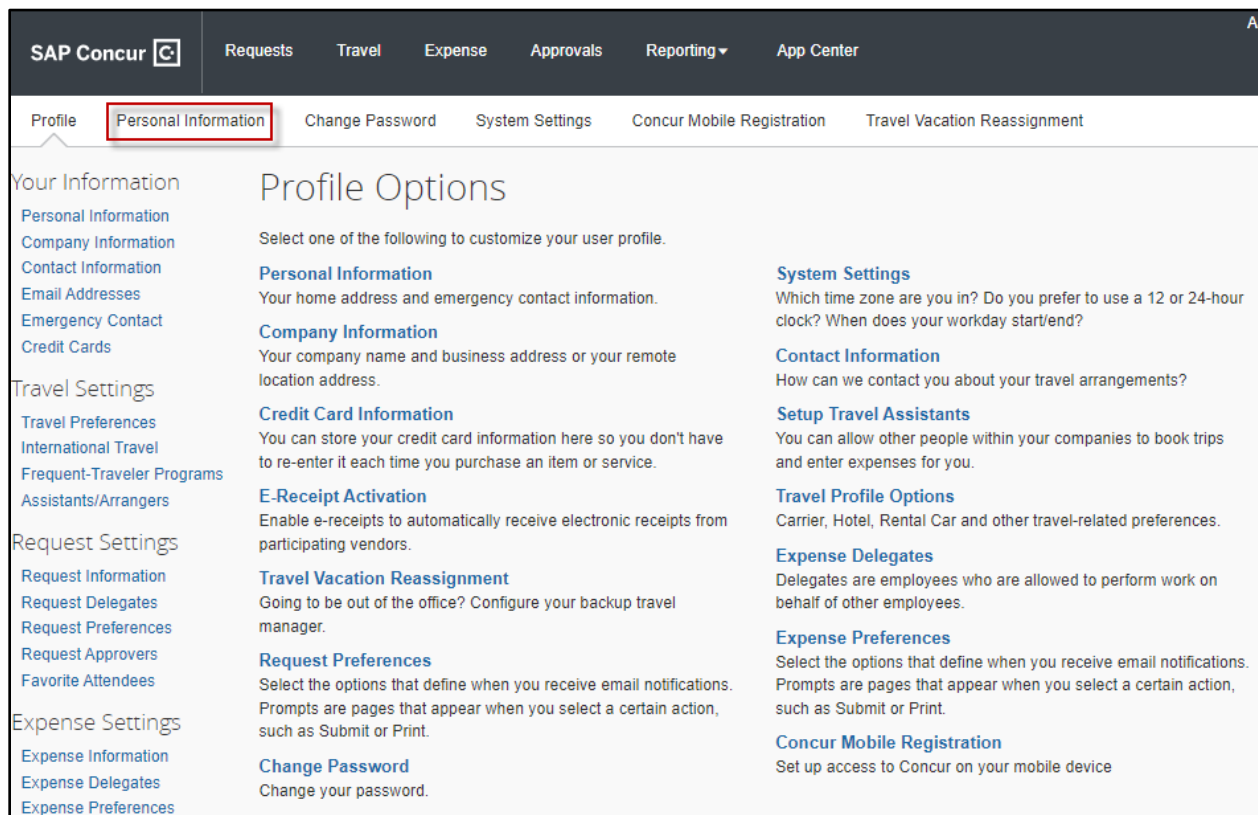 A
SAP Concur C Requests Travel Expense Approvals Reporting App Center
Profile Personal Information Change Password System Settings Concur Mobile Registration Travel Vacation Reassignment
Your Information
Personal Information
Company Information
Contact Information
Email Addresses
Emergency Contact
Credit Cards
Travel Settings
Travel Preferences
International Travel
Frequent-Traveler Programs
Assistants/Arrangers
Request Settings
Request Information
Request Delegates
Request Preferences
Request Approvers
Favorite Attendees
Expense Settings
Expense Information
Expense Delegates
Expense Preferences
Profile Options
Select one of the following to customize your user profile.
Personal Information
Your home address and emergency contact information.
Company Information
Your company name and business address or your remote
location address.
Credit Card Information
You can store your credit card information here so you don't have
to re-enter it each time you purchase an item or service.
E-Receipt Activation
Enable e-receipts to automatically receive electronic receipts from
participating vendors.
Travel Vacation Reassignment
Going to be out of the office? Configure your backup travel
manager.
Request Preferences
Select the options that define when you receive email notifications.
Prompts are pages that appear when you select a certain action,
such as Submit or Print.
Change Password
Change your password.
System Settings
Which time zone are you in? Do you prefer to use a 12 or 24-hour
clock? When does your workday start/end?
Contact Information
How can we contact you about your travel arrangements?
Setup Travel Assistants
You can allow other people within your companies to book trips
and enter expenses for you.
Travel Profile Options
Carrier, Hotel, Rental Car and other travel-related preferences.
Expense Delegates
Delegates are employees who are allowed to perform work on
behalf of other employees.
Expense Preferences
Select the options that define when you receive email notifications.
Prompts are pages that appear when you select a certain action,
such as Submit or Print.
Concur Mobile Registration
Set up access to Concur on your mobile device